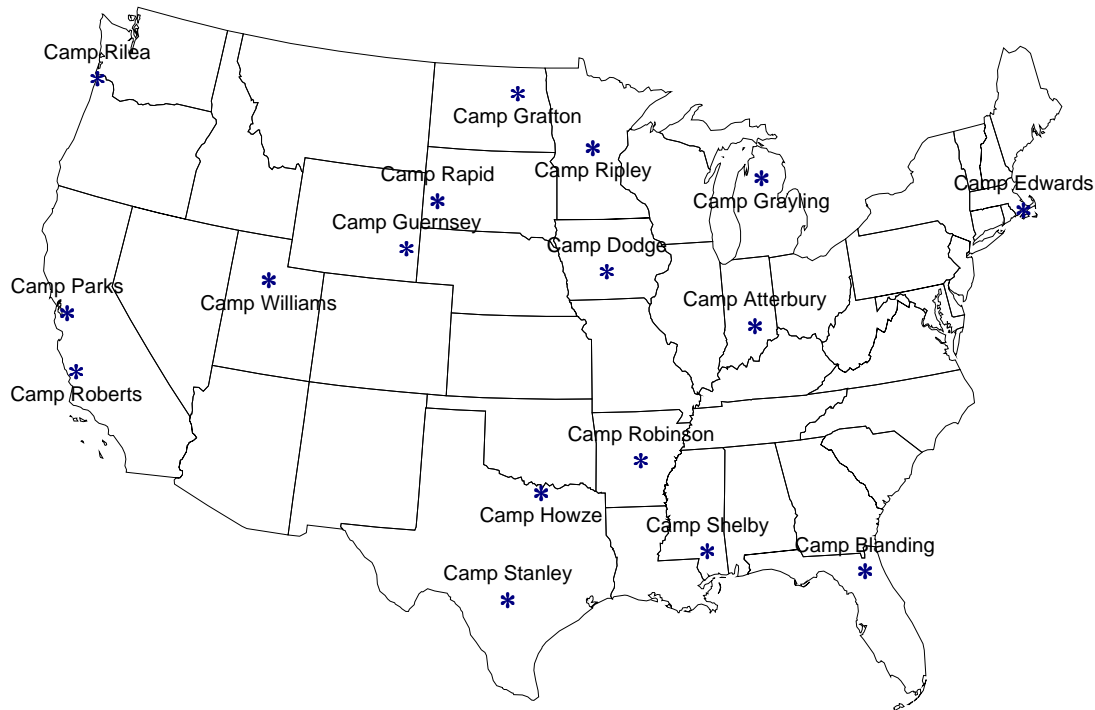 Camp Rilea
Camp Grafton
Camp Ripley
Camp Rapid
Camp Edwards
Camp Grayling
Camp Guernsey
Camp Dodge
Camp Parks
Camp Williams
Camp Atterbury
Camp Roberts
Camp Robinson
Camp Howze
Camp Shelby
Camp Blanding
Camp Stanley